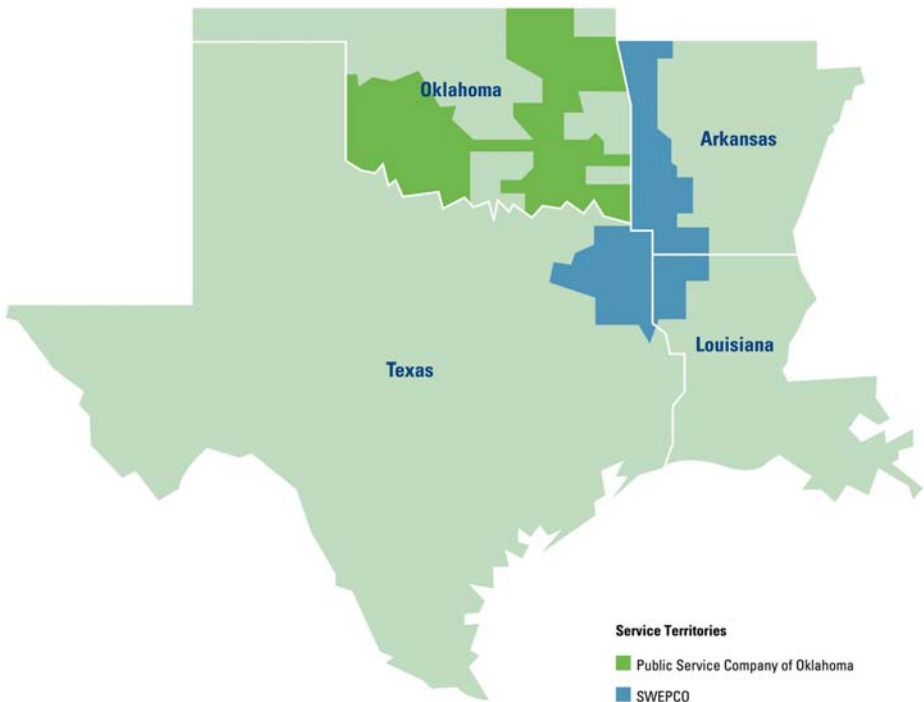 Oklahoma
Arkansas
Louisiana
Texas
Service Territories
Public Service Company of Oklahoma
SWEPCO